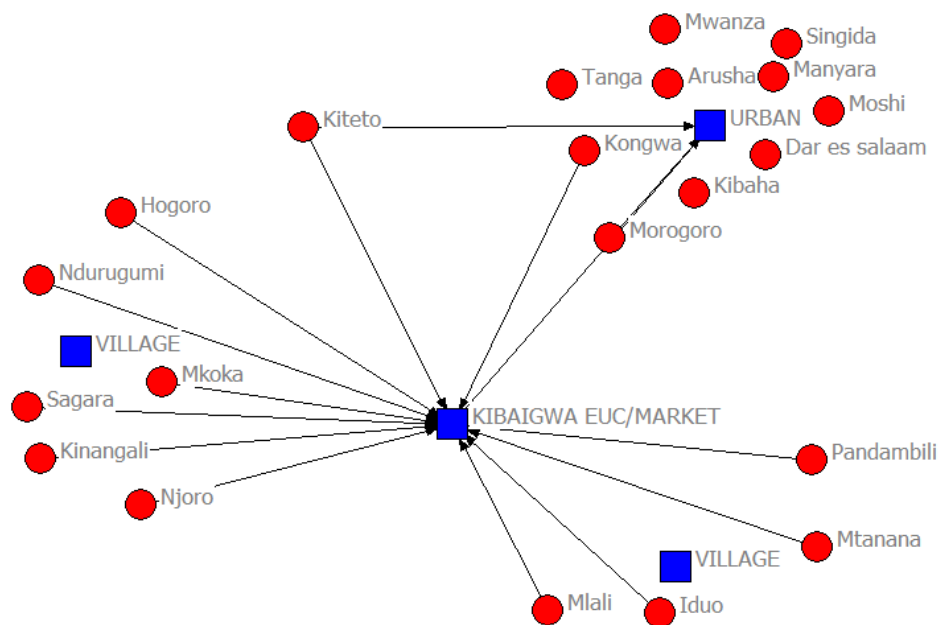 Mwanza
Singida
Tanga
Arusha
Manyara
Moshi
Kiteto
URBAN
Kongwa
Dar es salaam
Kibaha
Hogoro
Morogoro
Ndurugumi
VILLAGE
Mkoka
Sagara
KIBAIGWA EUC/MARKET
Kinangali
Pandambili
Njoro
Mtanana
VILLAGE
Mlali
Iduo